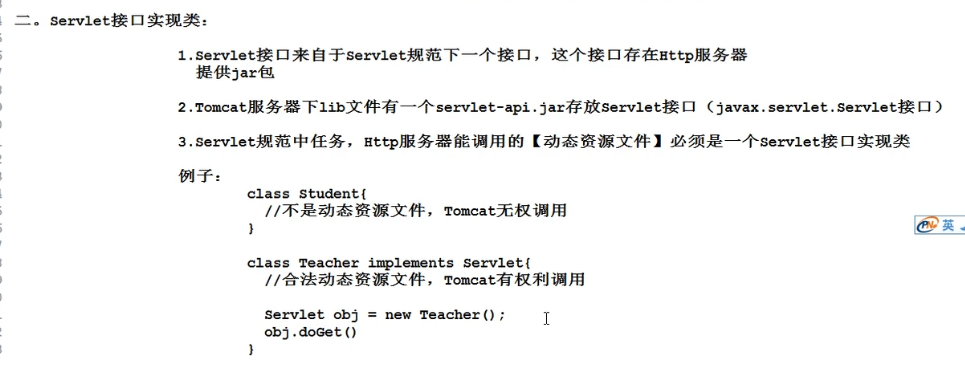 二。Servlet接口实现类：
1.Servlet接口来自于Servlet规范下一个接口，这个接口存在Http服务器
提供jar包
2.Tomcat服务器下lib文件有一个servlet-api.jar存放Servlet接口（javax.servlet.Servlet接口）
3.Servlet规范中任务，Http服务器能调用的【动态资源文件】必须是一个Servlet接口实现类
例子：
class Student{
//不是动态资源文件，Tomcat无权调用
}
class Teacher implements Servlet{
//合法动态资源文件，Tomcat有权利调用
Servlet obj = new Teacher();
obj.doGet()
}
英